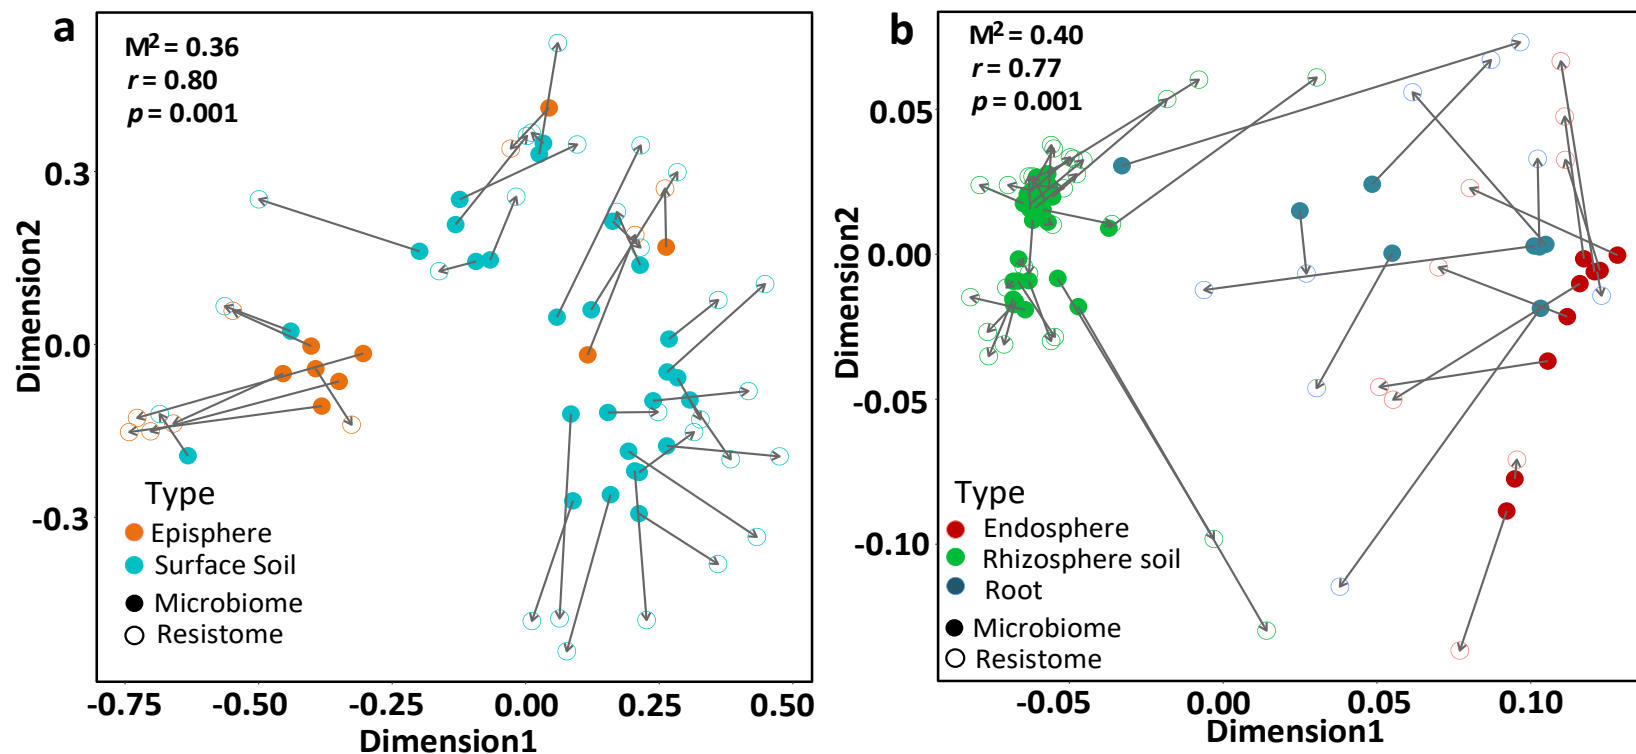 a
M² = 0.36
r = 0.80
p = 0.001
Dimension2
0.3
0.0
-0.3
Type
Episphere
Surface Soil
Microbiome
Resistome
-0.75
-0.50
0.00
0.25
0.50
Dimension1
b
M² = 0.40
r = 0.77
p = 0.001
Dimension2
0.05
0.00
-0.05
-0.10
Type
Endosphere
Rhizosphere soil
Root
Microbiome
Resistome
-0.05
0.00
0.05
0.10
Dimension1